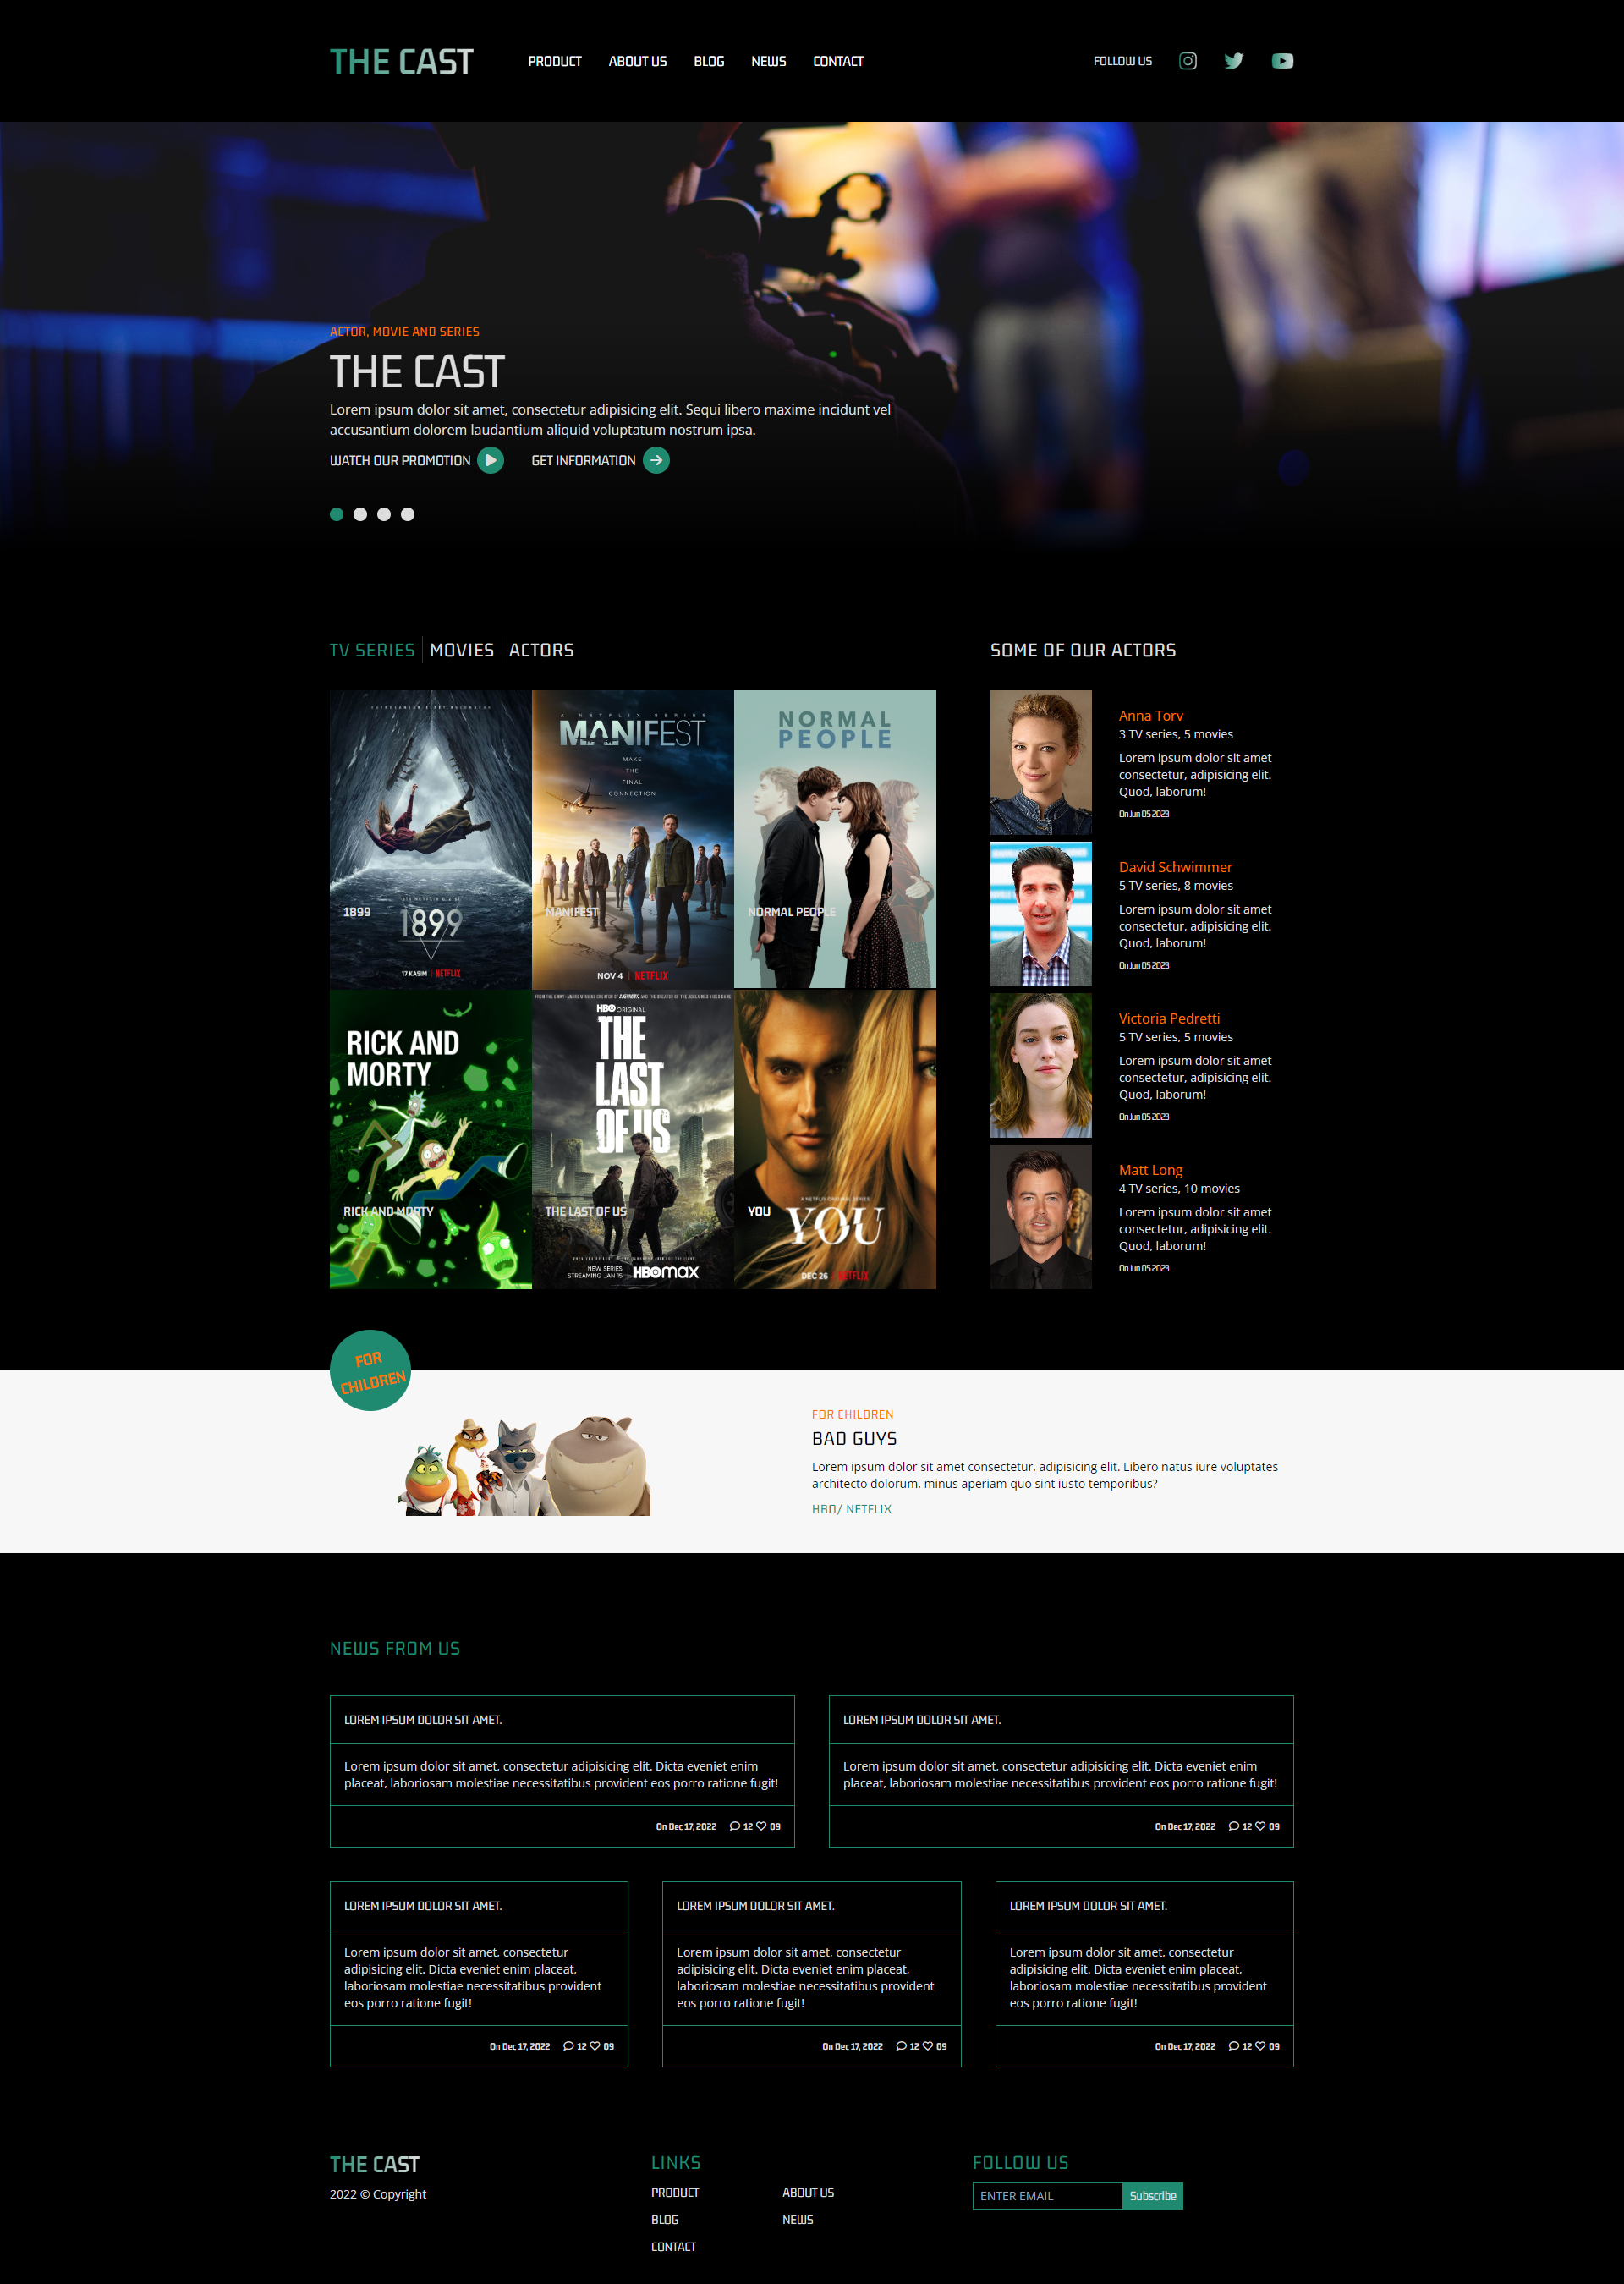 THE CAST
PRODUCT ABOUT US BLOG NEWS CONTACT
FOLLOW US
ACTOR, MOVIE AND SERIES
THE CAST
Lorem ipsum dolor sit amet, consectetur adipisicing elit. Sequi libero maxime incidunt vel
accusantium dolorem laudantium aliquid voluptatum nostrum ipsa.
WATCH OUR PROMOTION GET INFORMATION
TV SERIES MOVIES ACTORS
1899
1899
17 KASIM | NETFLIX
A NETFLIX SERIES
MANIFEST
MAKE
THE
FINAL
CONNECTION
MANIFEST
NOV 4 | NETFLIX
NORMAL
PEOPLE
NORMAL PEOPLE
RICK AND
MORTY
RICK AND MORTY
HBO ORIGINAL
THE
LAST
OF US
THE LAST OF US
NEW SERIES
STREAMING JAN 15
HBOmax
A NETFLIX ORIGINAL SERIES
YOU
YOU
DEC 26 | NETFLIX
SOME OF OUR ACTORS
Anna Torv
3 TV series, 5 movies
Lorem ipsum dolor sit amet
consectetur, adipisicing elit.
Quod, laborum!
On Jun 05 2023
David Schwimmer
5 TV series, 8 movies
Lorem ipsum dolor sit amet
consectetur, adipisicing elit.
Quod, laborum!
On Jun 05 2023
Victoria Pedretti
5 TV series, 5 movies
Lorem ipsum dolor sit amet
consectetur, adipisicing elit.
Quod, laborum!
On Jun 05 2023
Matt Long
4 TV series, 10 movies
Lorem ipsum dolor sit amet
consectetur, adipisicing elit.
Quod, laborum!
On Jun 05 2023
FOR
CHILDREN
FOR CHILDREN
BAD GUYS
Lorem ipsum dolor sit amet consectetur, adipisicing elit. Libero natus iure voluptates
architecto dolorum, minus aperiam quo sint iusto temporibus?
HBO/ NETFLIX
NEWS FROM US
LOREM IPSUM DOLOR SIT AMET.
Lorem ipsum dolor sit amet, consectetur adipisicing elit. Dicta eveniet enim
placeat, laboriosam molestiae necessitatibus provident eos porro ratione fugit!
On Dec 17, 2022 12 09
LOREM IPSUM DOLOR SIT AMET.
Lorem ipsum dolor sit amet, consectetur adipisicing elit. Dicta eveniet enim
placeat, laboriosam molestiae necessitatibus provident eos porro ratione fugit!
On Dec 17, 2022 12 09
LOREM IPSUM DOLOR SIT AMET.
Lorem ipsum dolor sit amet, consectetur
adipisicing elit. Dicta eveniet enim placeat,
laboriosam molestiae necessitatibus provident
eos porro ratione fugit!
On Dec 17, 2022 12 09
LOREM IPSUM DOLOR SIT AMET.
Lorem ipsum dolor sit amet, consectetur
adipisicing elit. Dicta eveniet enim placeat,
laboriosam molestiae necessitatibus provident
eos porro ratione fugit!
On Dec 17, 2022 12 09
LOREM IPSUM DOLOR SIT AMET.
Lorem ipsum dolor sit amet, consectetur
adipisicing elit. Dicta eveniet enim placeat,
laboriosam molestiae necessitatibus provident
eos porro ratione fugit!
On Dec 17, 2022 12 09
THE CAST
2022 © Copyright
LINKS
PRODUCT ABOUT US
BLOG NEWS
CONTACT
FOLLOW US
ENTER EMAIL Subscribe